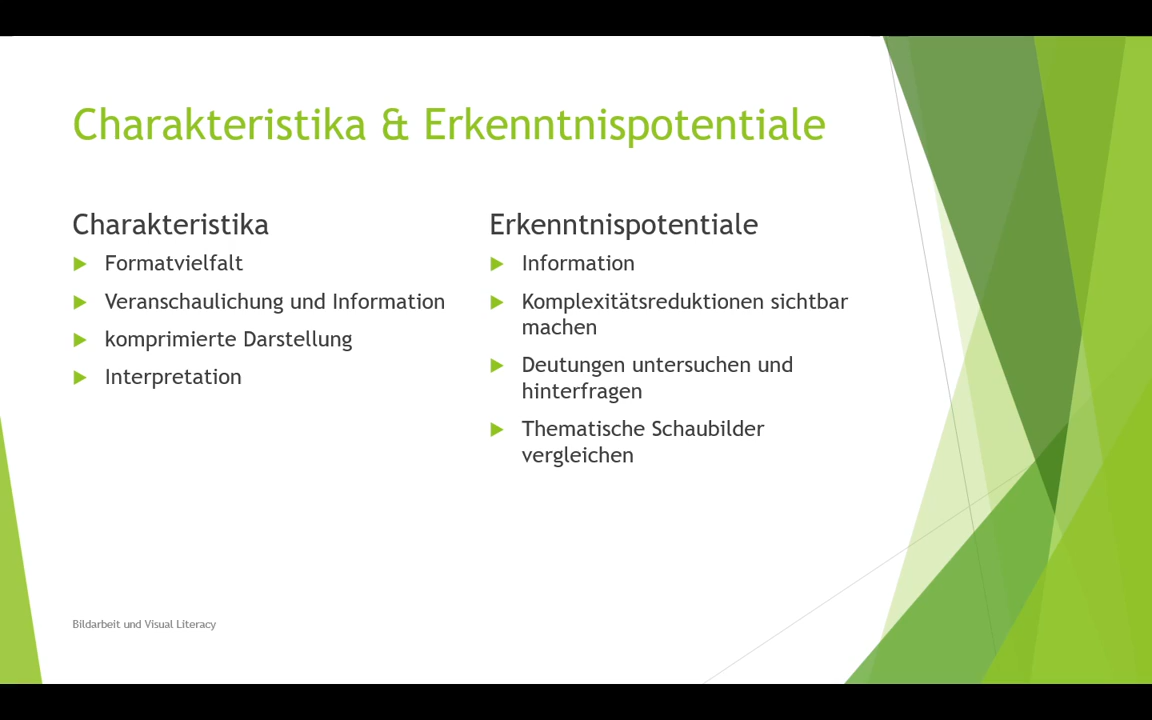 Charakteristika & Erkenntnispotentiale
Charakteristika
Formatvielfalt
Veranschaulichung und Information
komprimierte Darstellung
Interpretation
Erkenntnispotentiale
Information
Komplexitätsreduktionen sichtbar
machen
Deutungen untersuchen und
hinterfragen
Thematische Schaubilder
vergleichen
Bildarbeit und Visual Literacy